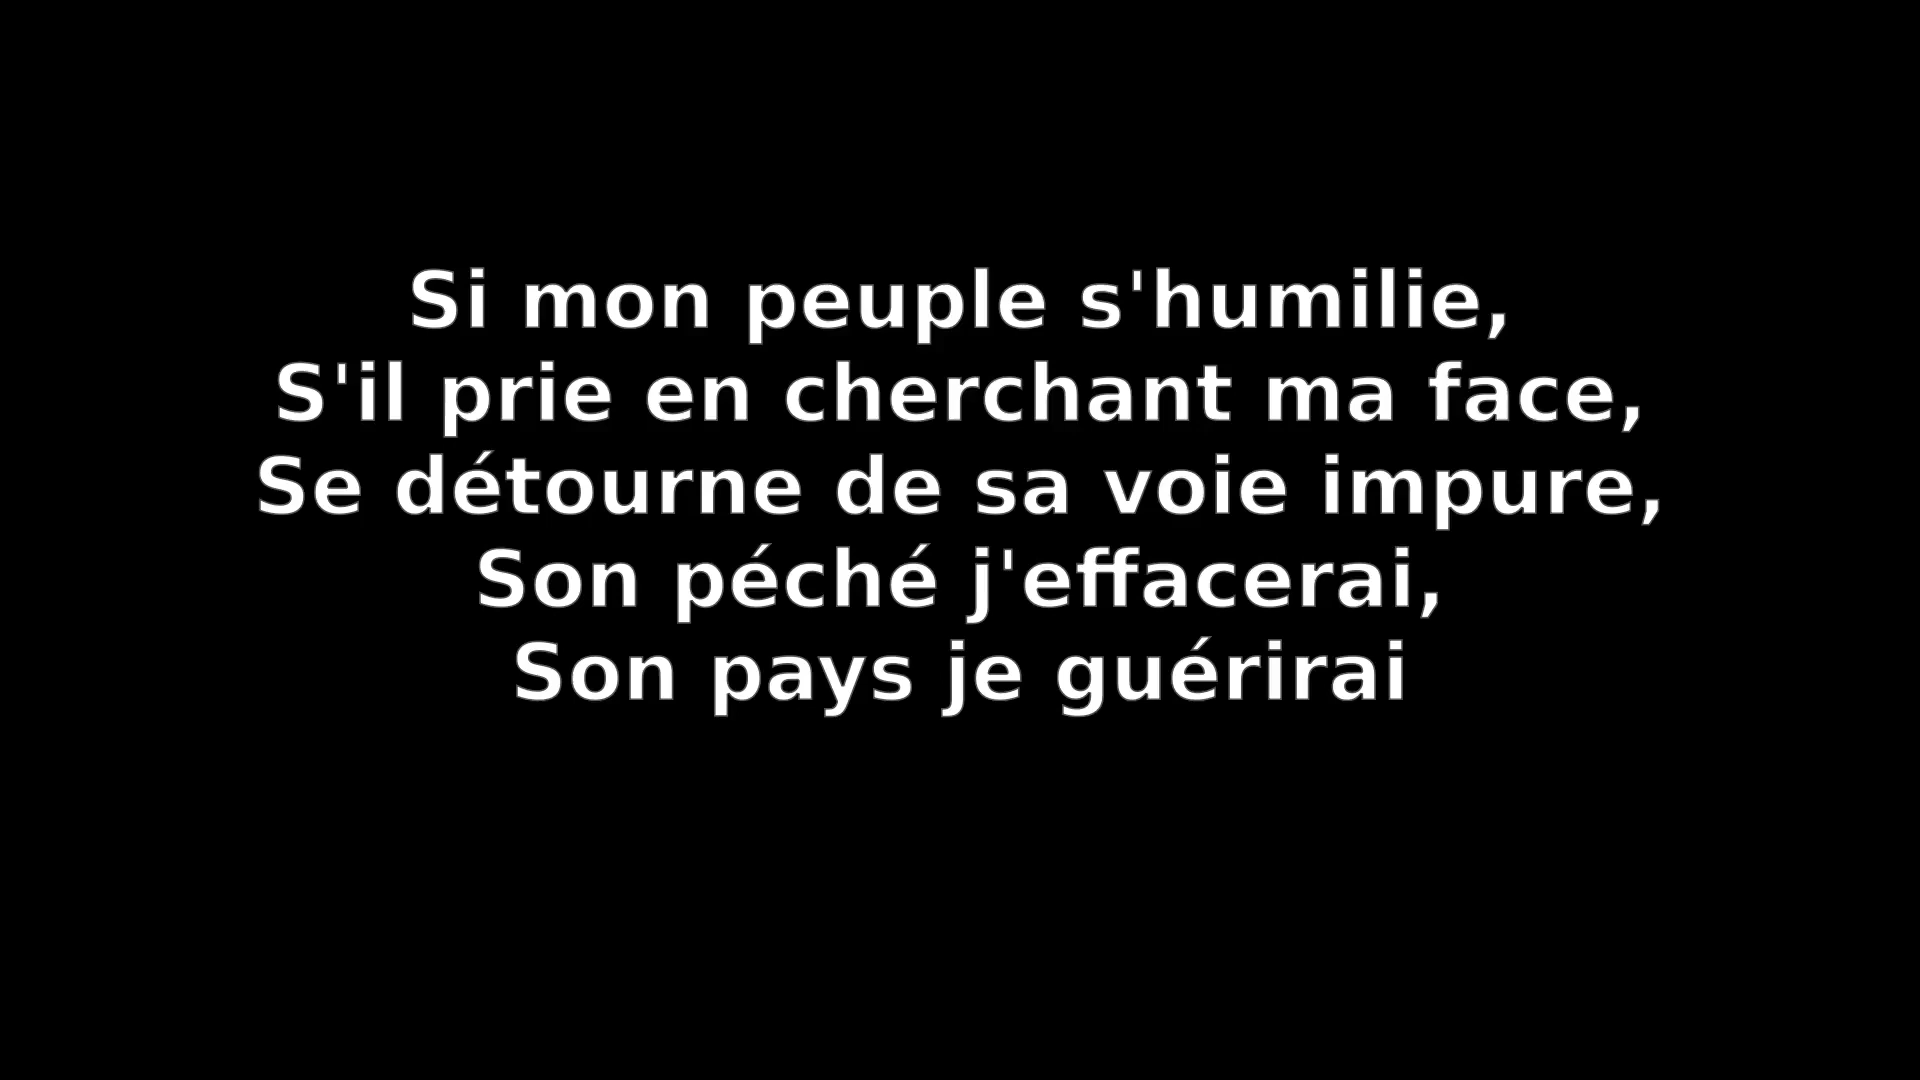 Si mon peuple s'humilie,
S'il prie en cherchant ma face,
Se détourne de sa voie impure,
Son péché j'effacerai,
Son pays je guérirai